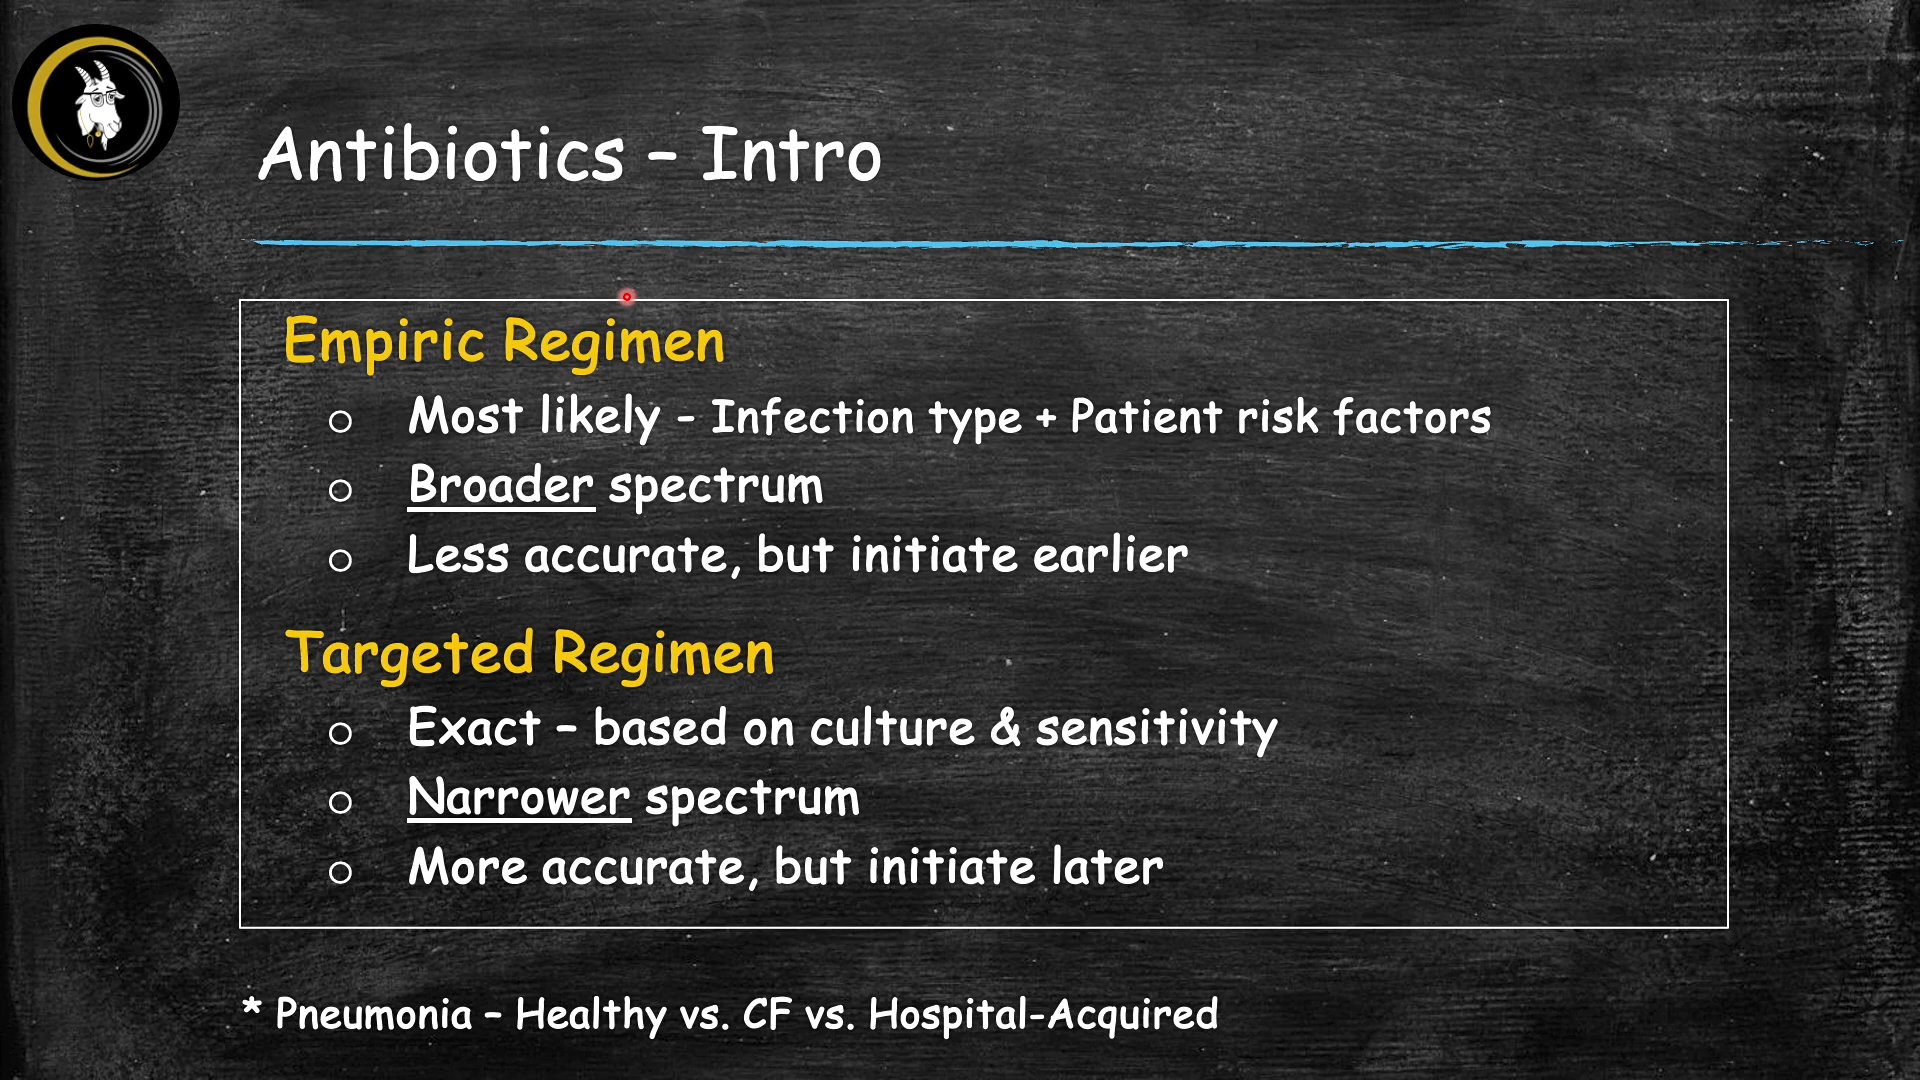 Antibiotics – Intro
Empiric Regimen
Most likely - Infection type + Patient risk factors
Broader spectrum
Less accurate, but initiate earlier
Targeted Regimen
Exact – based on culture & sensitivity
Narrower spectrum
More accurate, but initiate later
* Pneumonia – Healthy vs. CF vs. Hospital-Acquired